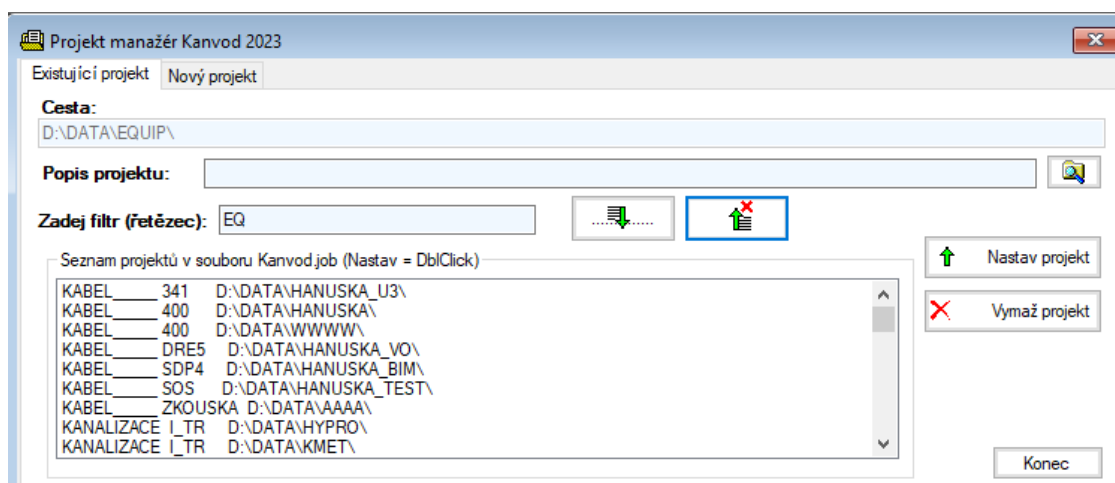 Projekt manažér Kanvod 2023
Existující projekt Nový projekt
Cesta:
D:\DATA\EQUIP\
Popis projektu:
Zadej filtr (řetězec): EQ
Seznam projektů v souboru Kanvod.job (Nastav = DblClick)
KABEL_____ 341 D:\DATA\HANUSKA_U3\
KABEL_____ 400 D:\DATA\HANUSKA\
KABEL_____ 400 D:\DATA\WWWW\
KABEL_____ DRE5 D:\DATA\HANUSKA_VO\
KABEL_____ SDP4 D:\DATA\HANUSKA_BIM\
KABEL_____ SOS D:\DATA\HANUSKA_TEST\
KABEL_____ ZKOUSKA D:\DATA\AAAA\
KANALIZACE I_TR D:\DATA\HYPRO\
KANALIZACE I_TR D:\DATA\KMET\
Nastav projekt
Vymaž projekt
Konec